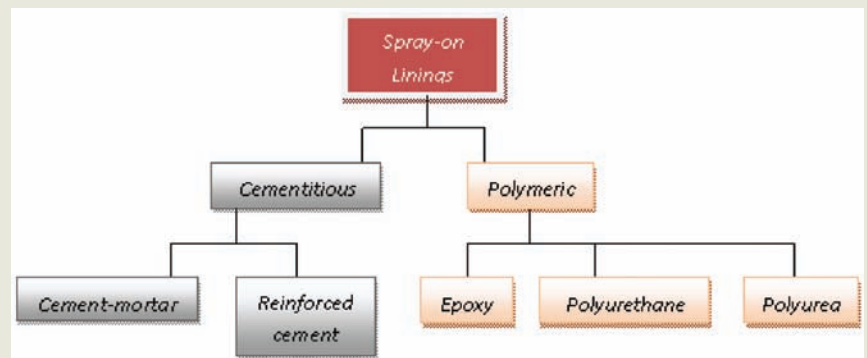 Spray-on
Linings
Cementitious
Polymeric
Cement-mortar
Reinforced
cement
Epoxy
Polyurethane
Polyurea